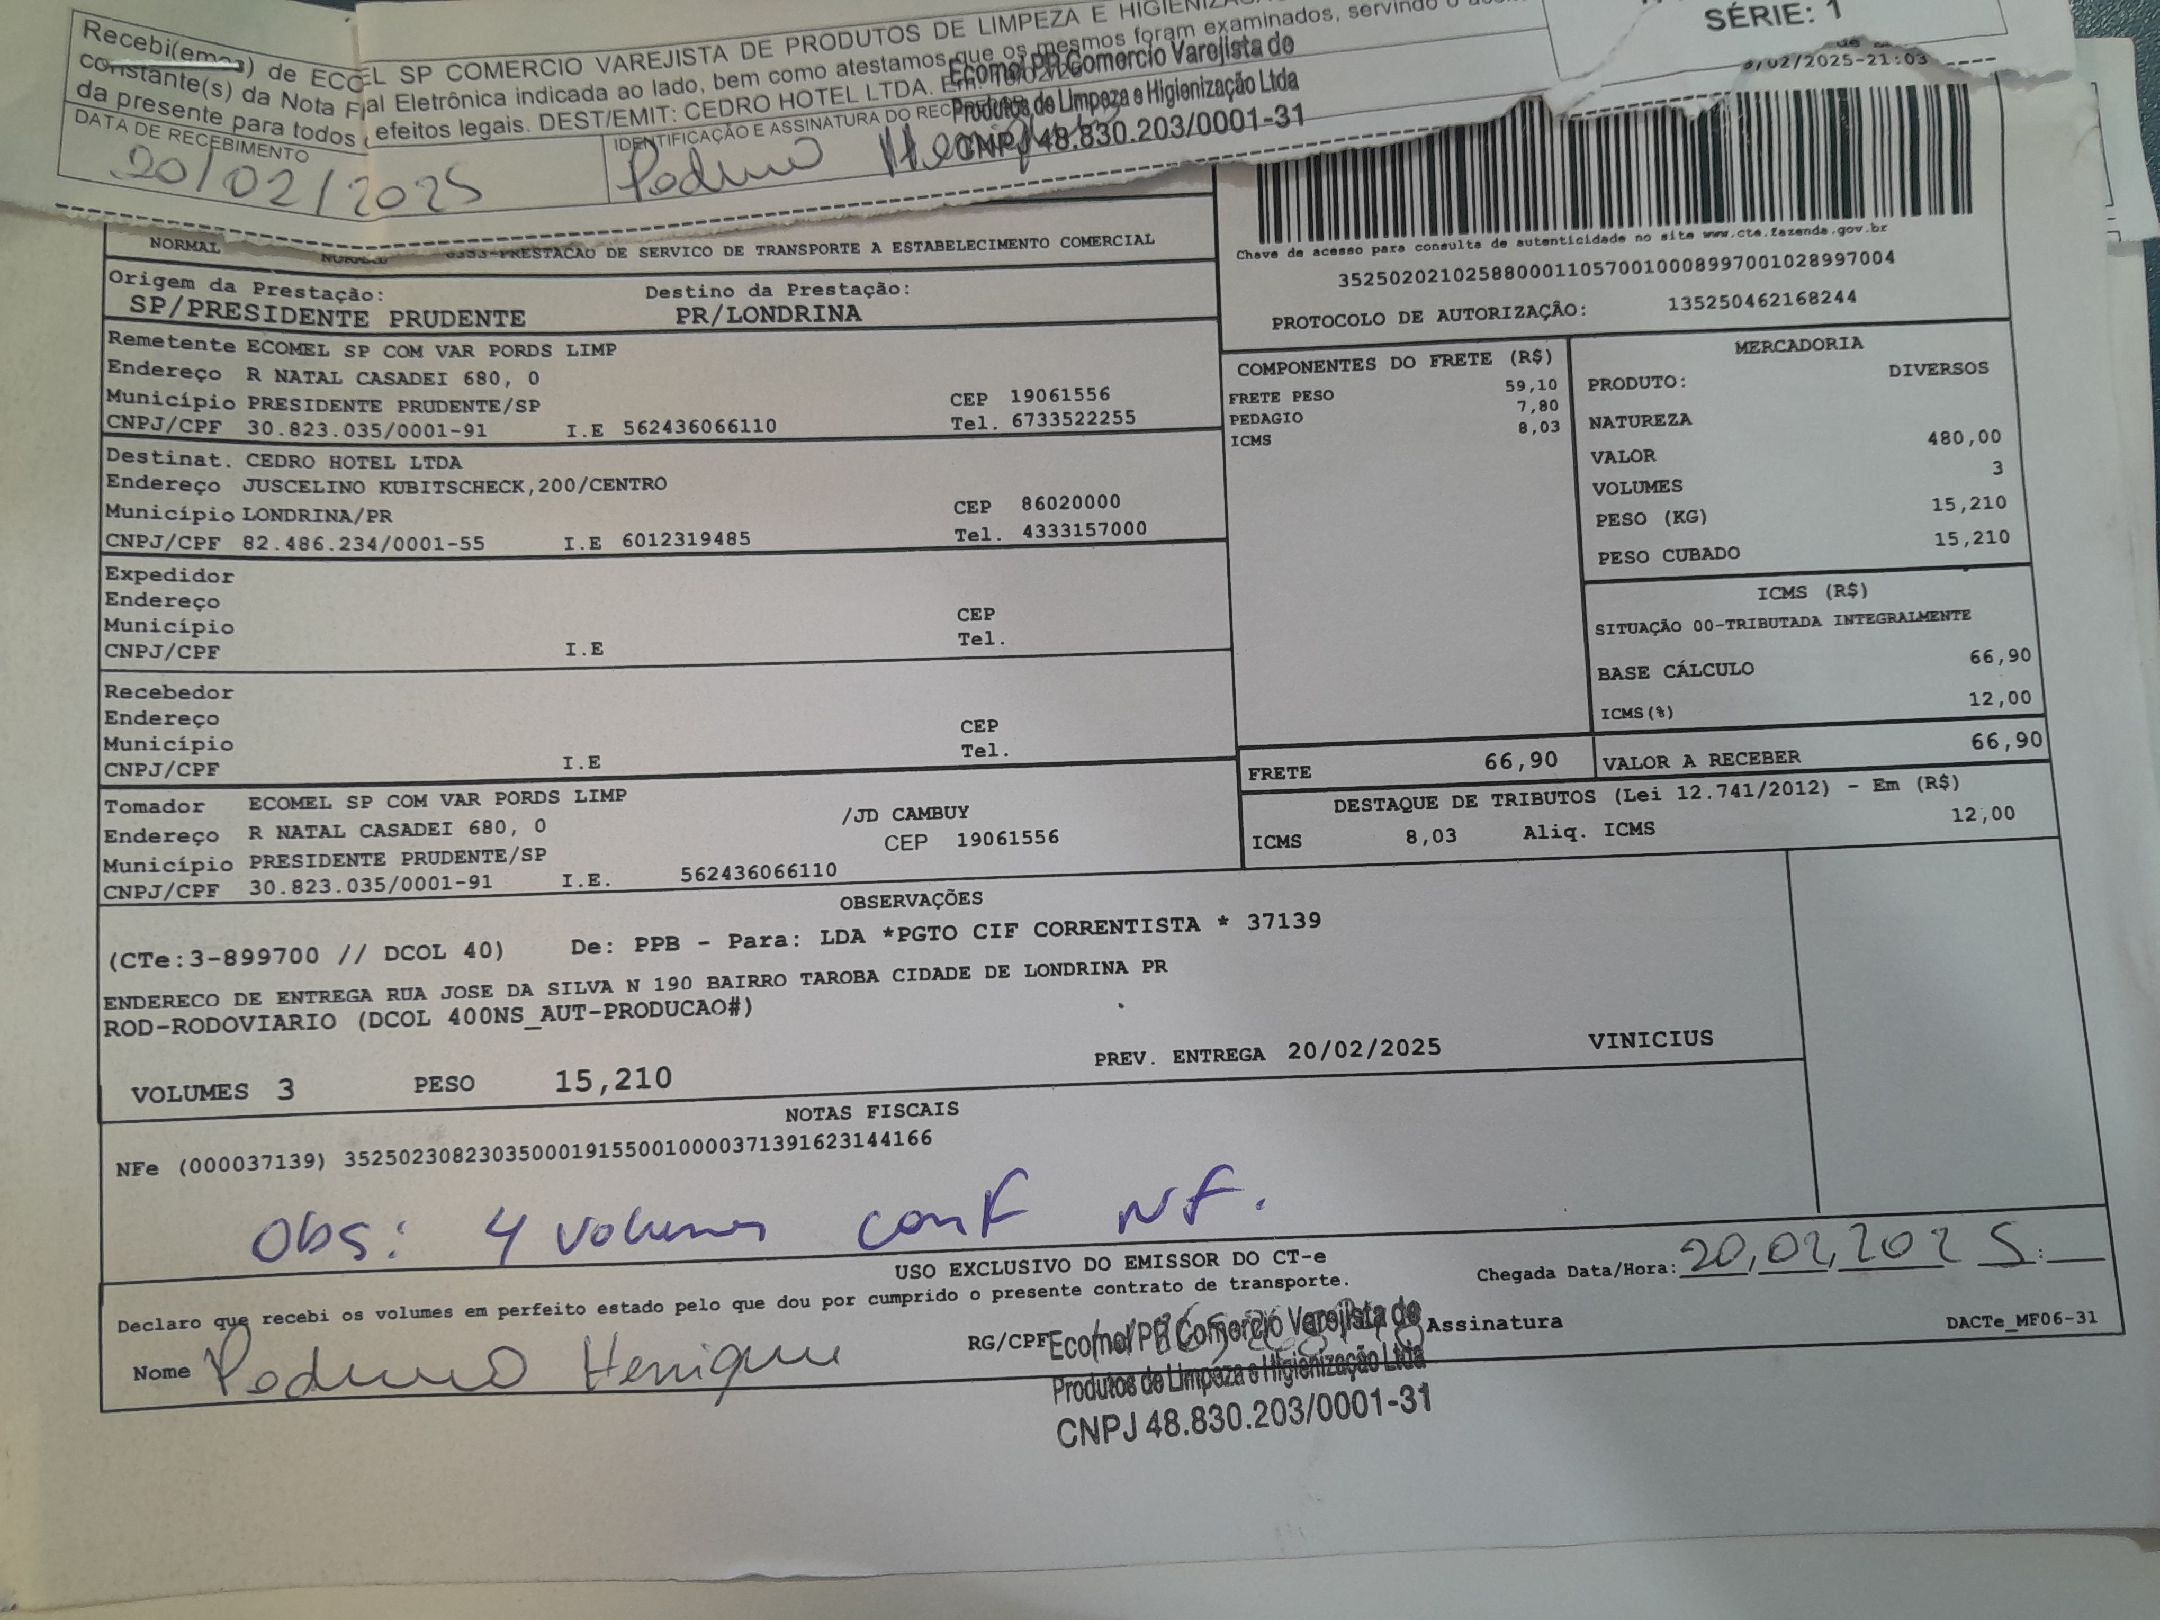 SÉRIE: 1
Recebi(emos) de ECCEL SP COMERCIO VAREJISTA DE PRODUTOS DE LIMPEZA E
constante(s) da Nota F al Eletrônica indicada ao lado, bem como atestamos que os mesmos foram examinados, servindo o
da presente para todos efeitos legais. DEST/EMIT: CEDRO HOTEL LTDA.
Produtos de Limpeza e Higienização Ltda
CNPJ 48.830.203/0001-31
DATA DE RECEBIMENTO
IDENTIFICAÇÃO E ASSINATURA DO
20/02/2025
/02/2025-21:03
NORMAL
PRESTACAO DE SERVICO DE TRANSPORTE A ESTABELECIMENTO COMERCIAL
Chave de acesso para consulta de autenticidade no site www.cte.fazenda.gov.br
35250202102588000110570010008997001028997004
PROTOCOLO DE AUTORIZAÇÃO: 135250462168244
Origem da Prestação: Destino da Prestação:
SP/PRESIDENTE PRUDENTE PR/LONDRINA
Remetente ECOMEL SP COM VAR PORDS LIMP
Endereço R NATAL CASADEI 680, 0
Município PRESIDENTE PRUDENTE/SP CEP 19061556
CNPJ/CPF 30.823.035/0001-91 I.E 562436066110 Tel. 6733522255
Destinat. CEDRO HOTEL LTDA
Endereço JUSCELINO KUBITSCHECK,200/CENTRO
Município LONDRINA/PR CEP 86020000
CNPJ/CPF 82.486.234/0001-55 I.E 6012319485 Tel. 4333157000
Expedidor
Endereço
Município CEP
CNPJ/CPF I.E Tel.
Recebedor
Endereço
Município CEP
CNPJ/CPF I.E Tel.
Tomador ECOMEL SP COM VAR PORDS LIMP
Endereço R NATAL CASADEI 680, 0 /JD CAMBUY
Município PRESIDENTE PRUDENTE/SP CEP 19061556
CNPJ/CPF 30.823.035/0001-91 I.E. 562436066110
COMPONENTES DO FRETE (R$)
FRETE PESO 59,10
PEDAGIO 7,80
ICMS 8,03
MERCADORIA
PRODUTO: DIVERSOS
NATUREZA
VALOR 480,00
VOLUMES 3
PESO (KG) 15,210
PESO CUBADO 15,210
ICMS (R$)
SITUAÇÃO 00-TRIBUTADA INTEGRALMENTE
BASE CÁLCULO 66,90
ICMS(%) 12,00
FRETE 66,90 VALOR A RECEBER 66,90
DESTAQUE DE TRIBUTOS (Lei 12.741/2012) - Em (R$)
ICMS 8,03 Aliq. ICMS 12,00
OBSERVAÇÕES
(CTe:3-899700 // DCOL 40) De: PPB - Para: LDA *PGTO CIF CORRENTISTA * 37139
ENDERECO DE ENTREGA RUA JOSE DA SILVA N 190 BAIRRO TAROBA CIDADE DE LONDRINA PR
ROD-RODOVIARIO (DCOL 400NS_AUT-PRODUCAO#)
VOLUMES 3 PESO 15,210 PREV. ENTREGA 20/02/2025 VINICIUS
NOTAS FISCAIS
NFe (000037139) 35250230823035000191550010000371391623144166
Obs: 4 volumes conf NF.
USO EXCLUSIVO DO EMISSOR DO CT-e
Declaro que recebi os volumes em perfeito estado pelo que dou por cumprido o presente contrato de transporte.
Chegada Data/Hora: 20,02,2025 :
Nome Pedro Henrique RG/CPF Assinatura
DACTe_MF06-31
Ecomel PR Comercio Varejista de
Produtos de Limpeza e Higienização Ltda
CNPJ 48.830.203/0001-31